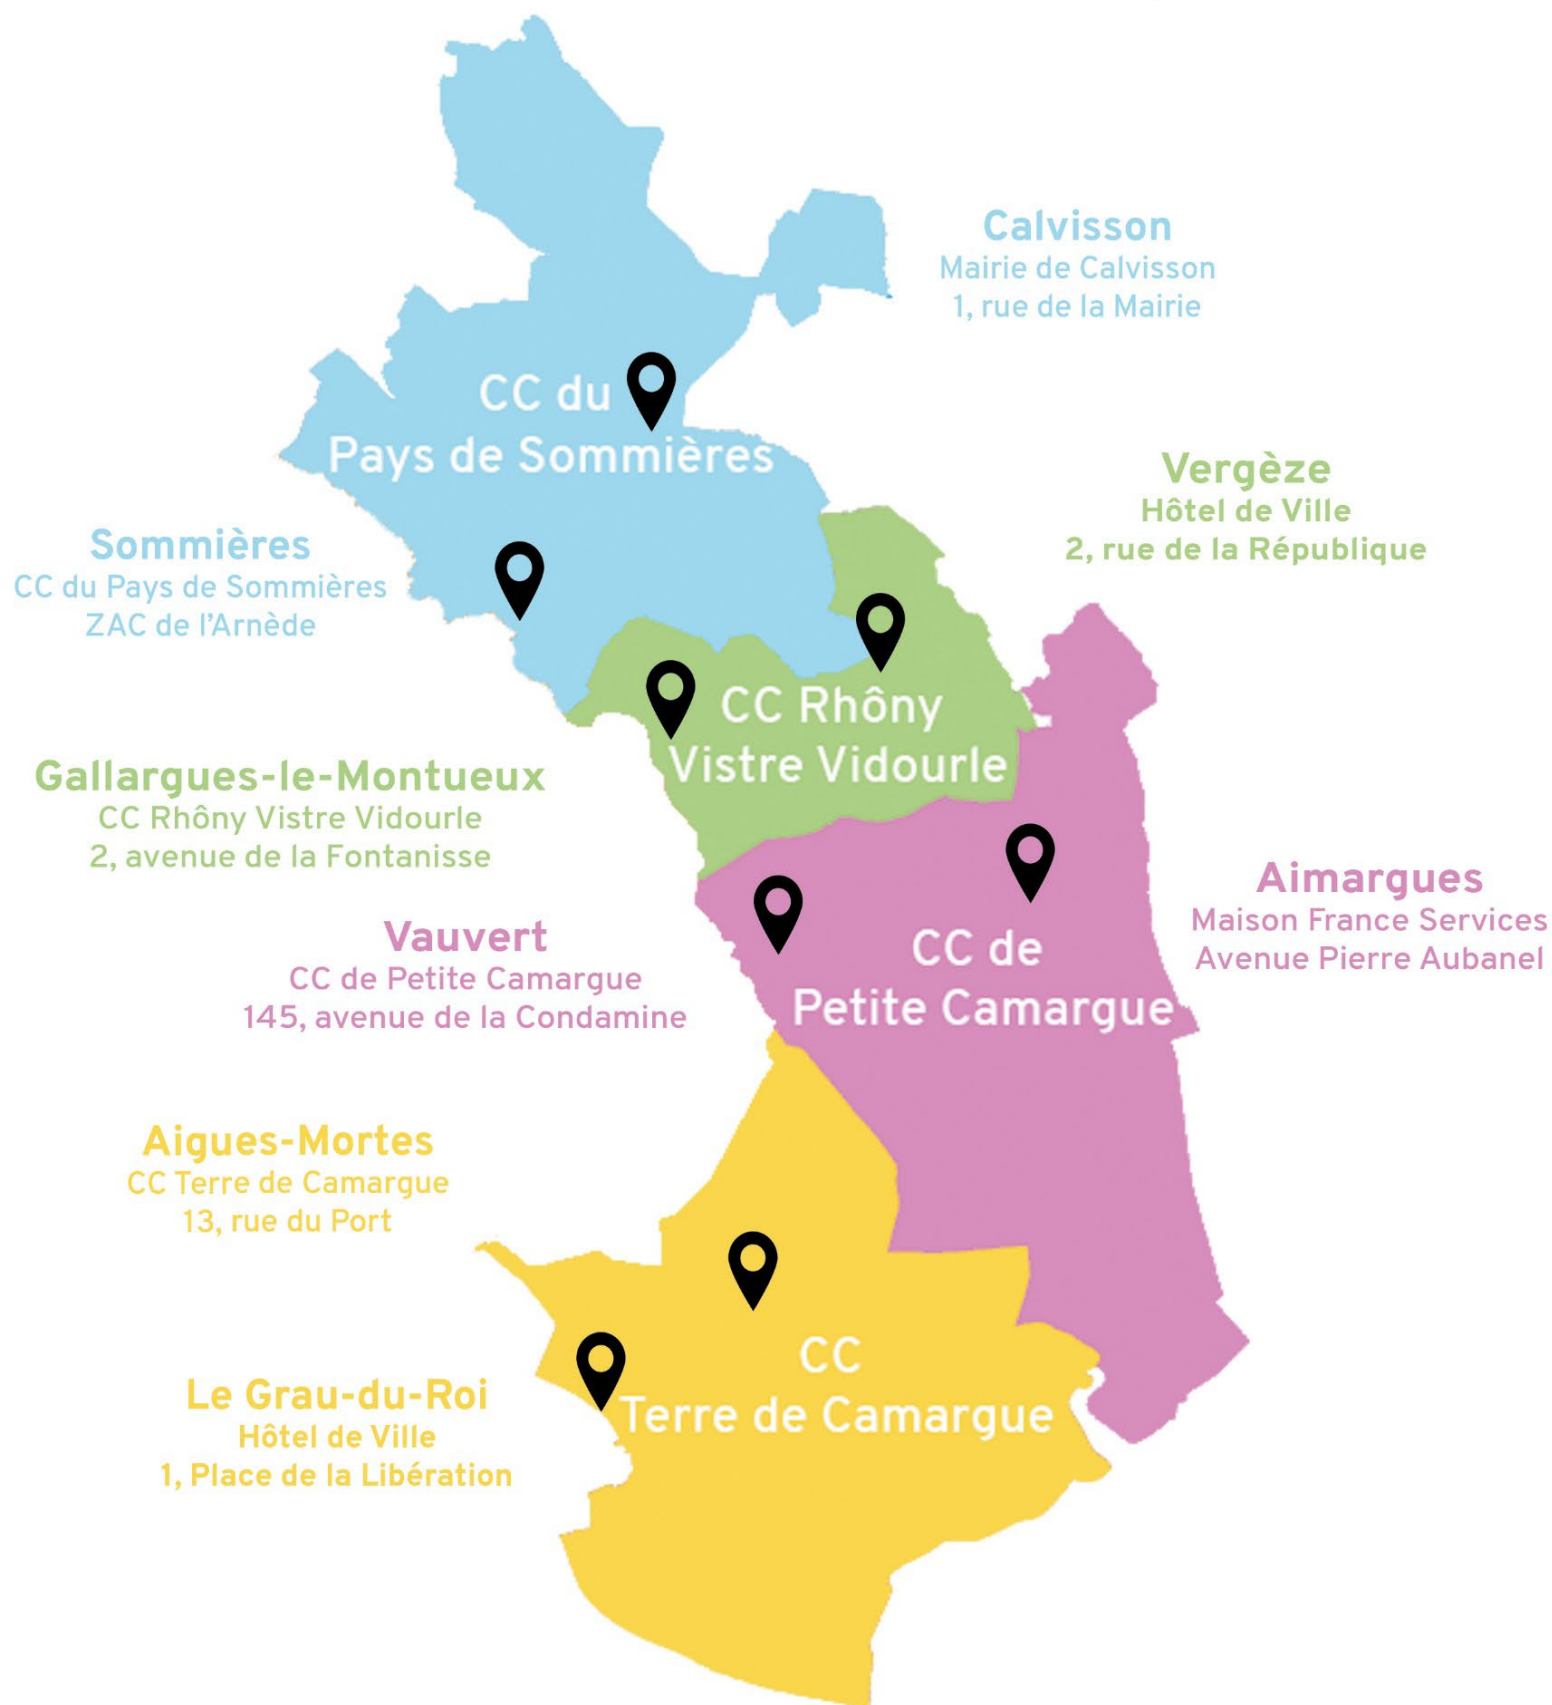 Calvisson
Mairie de Calvisson
1, rue de la Mairie
CC du
Pays de Sommières
Vergèze
Hôtel de Ville
2, rue de la République
Sommières
CC du Pays de Sommières
ZAC de l'Arnède
CC Rhôny
Vistre Vidourle
Gallargues-le-Montueux
CC Rhôny Vistre Vidourle
2, avenue de la Fontanisse
Aimargues
Maison France Services
Avenue Pierre Aubanel
Vauvert
CC de Petite Camargue
145, avenue de la Condamine
CC de
Petite Camargue
Aigues-Mortes
CC Terre de Camargue
13, rue du Port
CC
Terre de Camargue
Le Grau-du-Roi
Hôtel de Ville
1, Place de la Libération